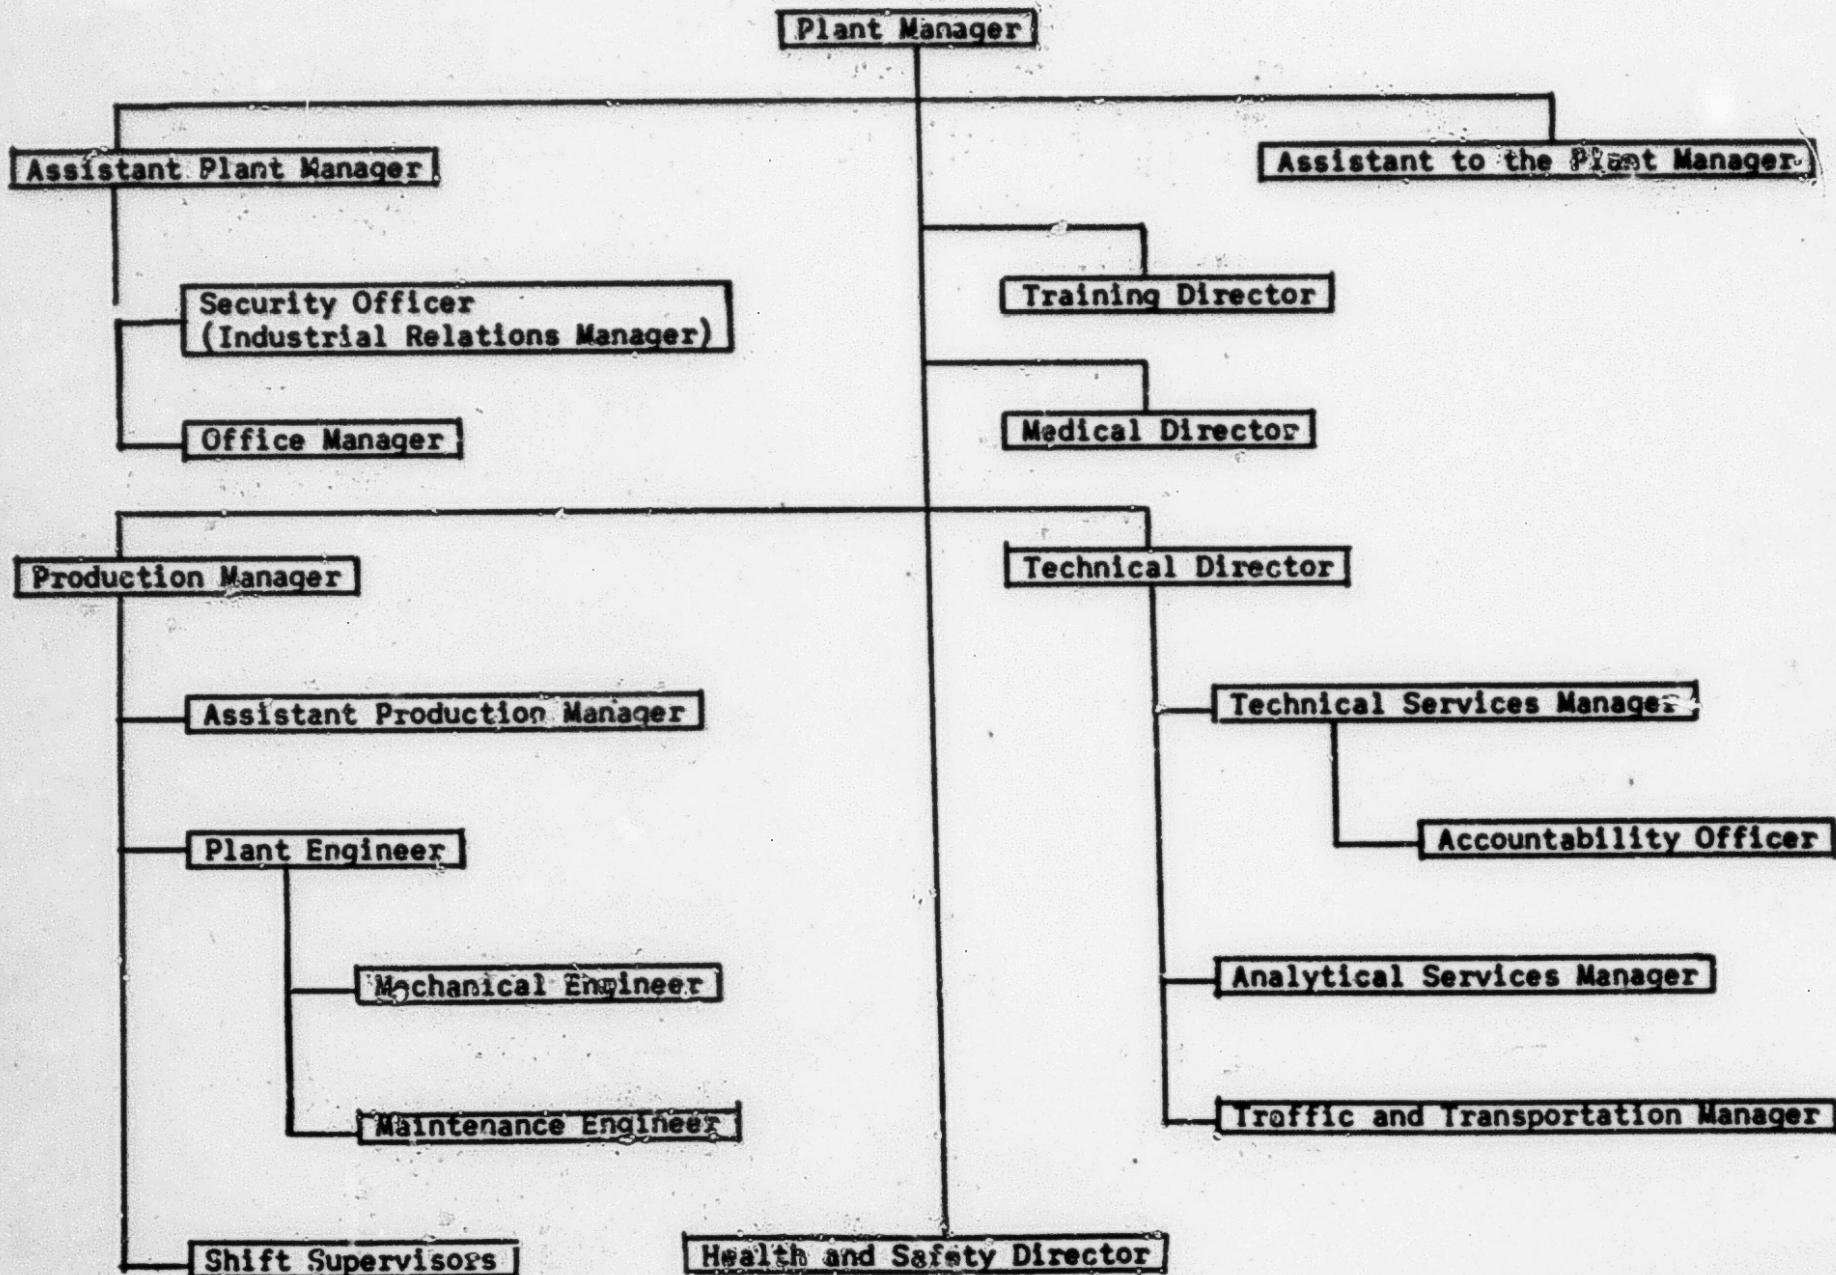 Plant Manager
Assistant Plant Manager
Assistant to the Plant Manager
Security Officer
(Industrial Relations Manager)
Training Director
Office Manager
Medical Director
Production Manager
Technical Director
Assistant Production Manager
Technical Services Manager
Plant Engineer
Accountability Officer
Mechanical Engineer
Analytical Services Manager
Maintenance Engineer
Traffic and Transportation Manager
Shift Supervisors
Health and Safety Director